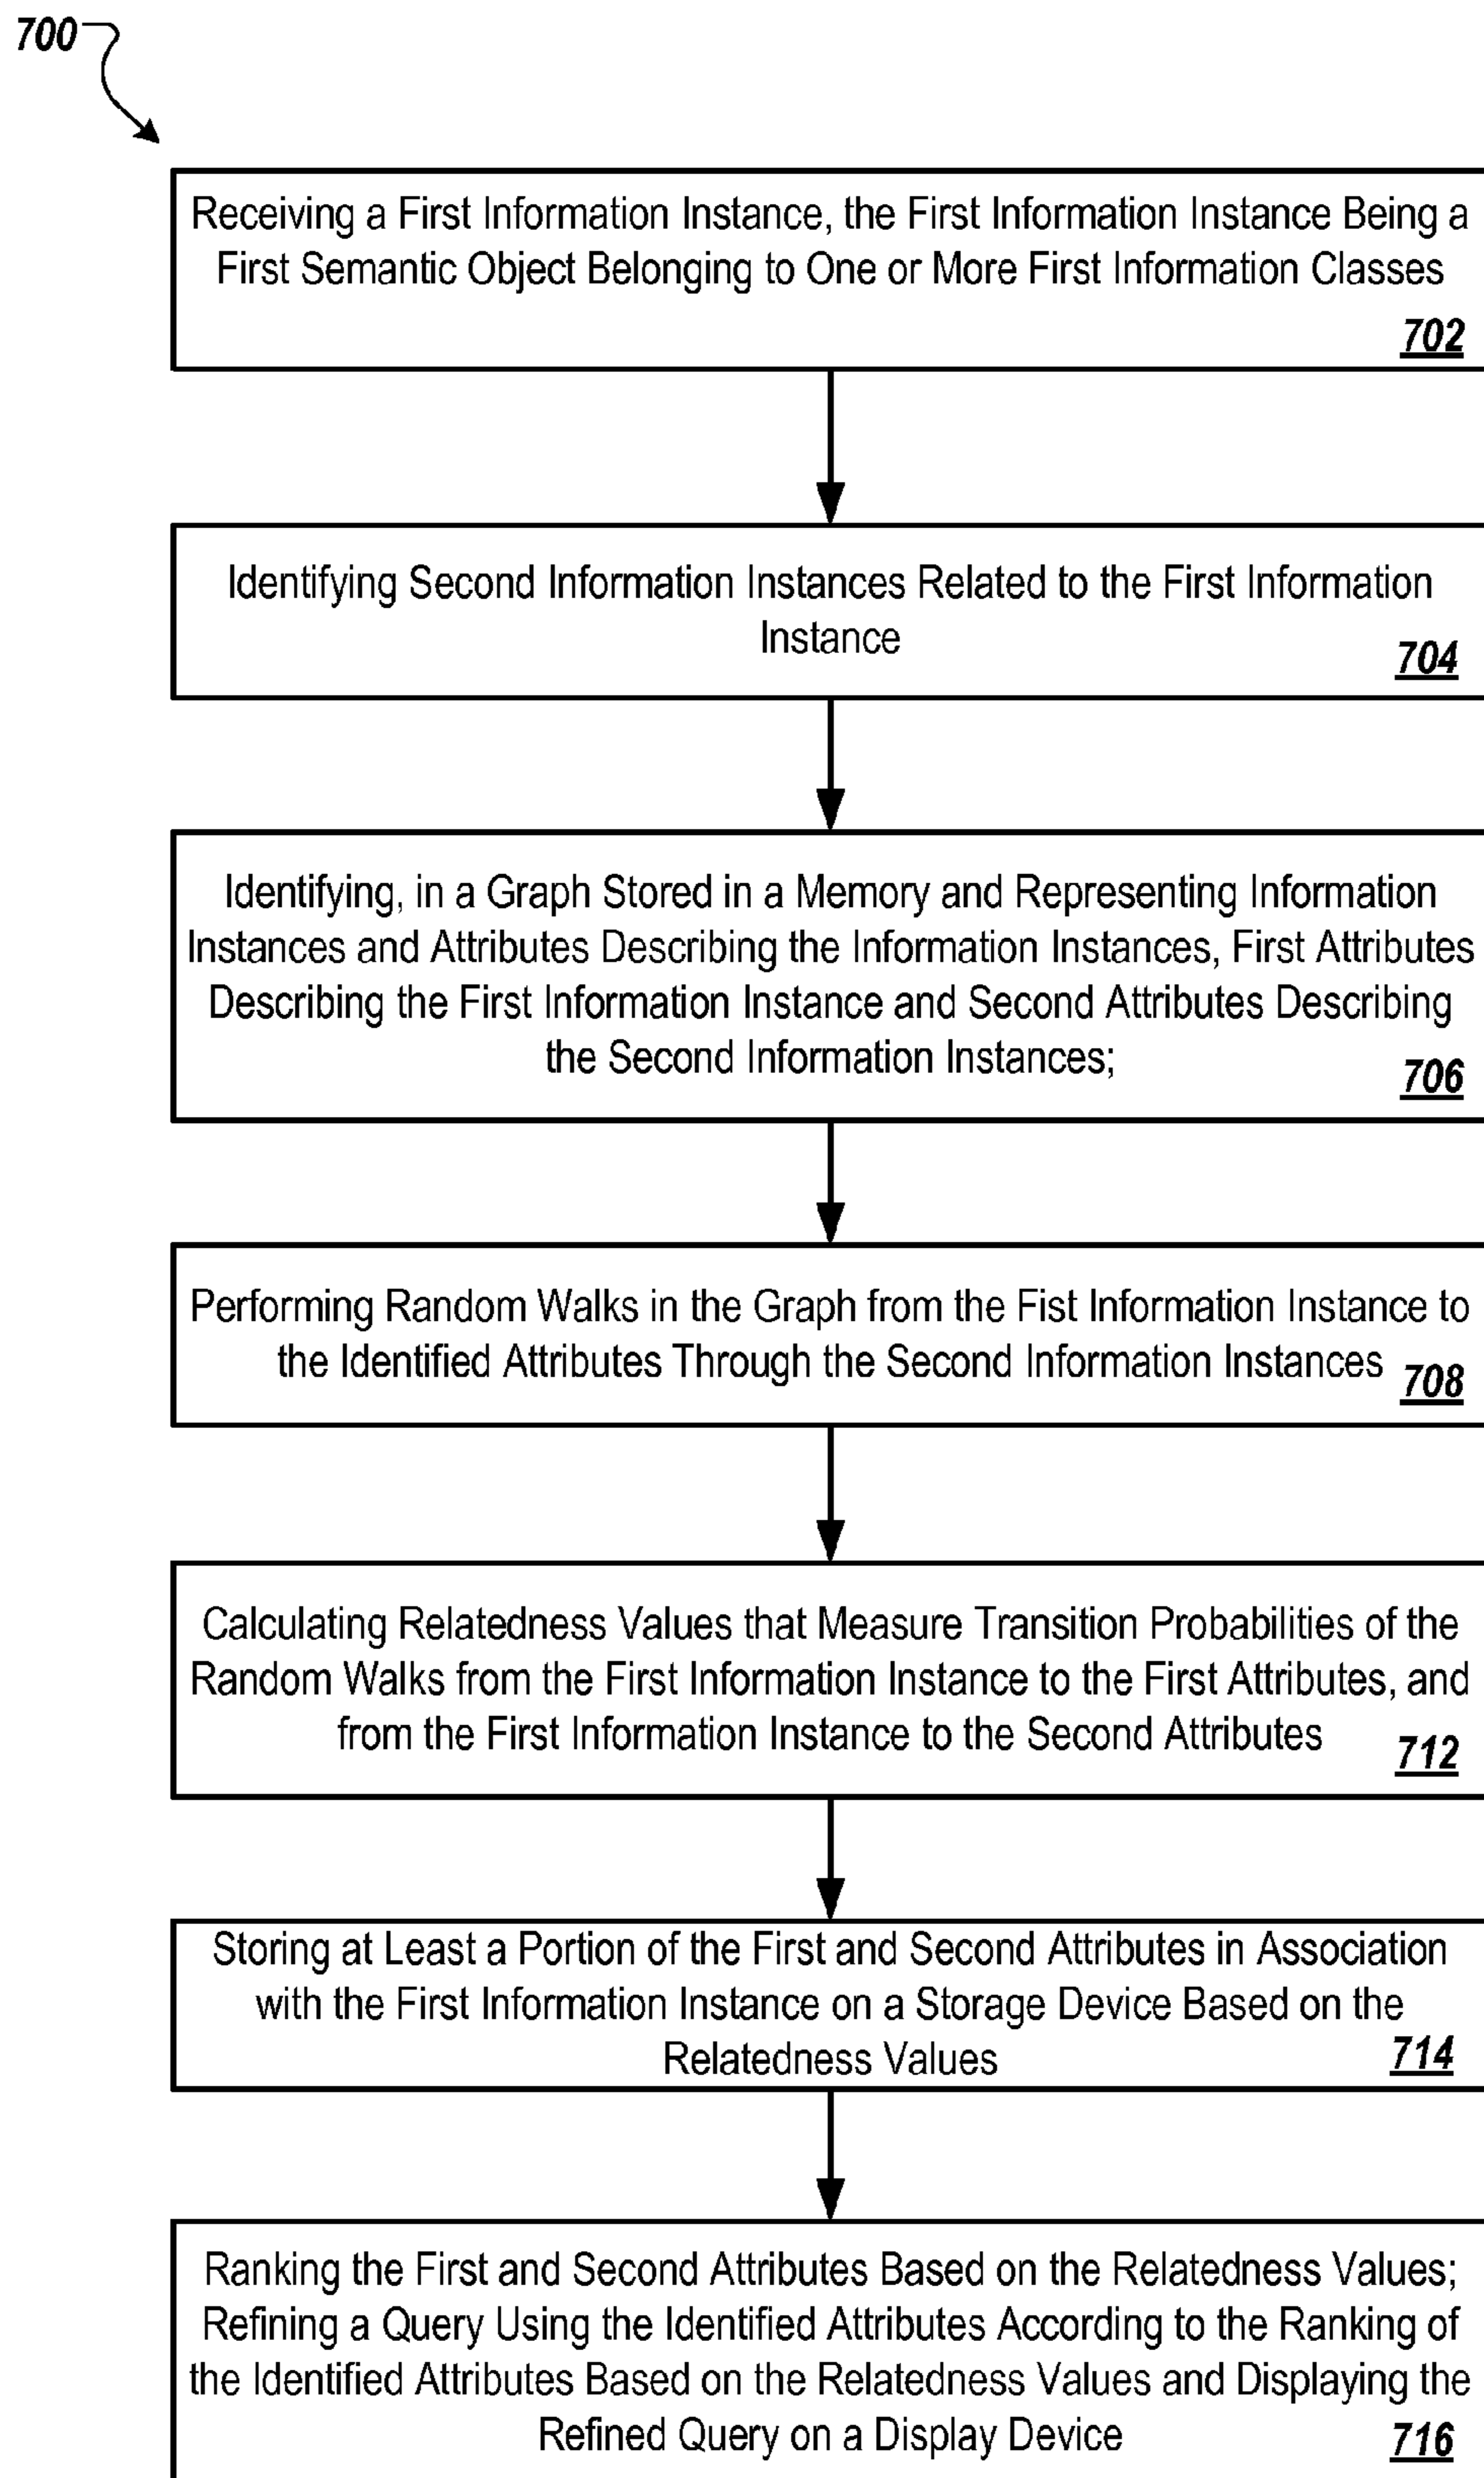 700
Receiving a First Information Instance, the First Information Instance Being a
First Semantic Object Belonging to One or More First Information Classes
702
Identifying Second Information Instances Related to the First Information
Instance
704
Identifying, in a Graph Stored in a Memory and Representing Information
Instances and Attributes Describing the Information Instances, First Attributes
Describing the First Information Instance and Second Attributes Describing
the Second Information Instances;
706
Performing Random Walks in the Graph from the Fist Information Instance to
the Identified Attributes Through the Second Information Instances
708
Calculating Relatedness Values that Measure Transition Probabilities of the
Random Walks from the First Information Instance to the First Attributes, and
from the First Information Instance to the Second Attributes
712
Storing at Least a Portion of the First and Second Attributes in Association
with the First Information Instance on a Storage Device Based on the
Relatedness Values
714
Ranking the First and Second Attributes Based on the Relatedness Values;
Refining a Query Using the Identified Attributes According to the Ranking of
the Identified Attributes Based on the Relatedness Values and Displaying the
Refined Query on a Display Device
716